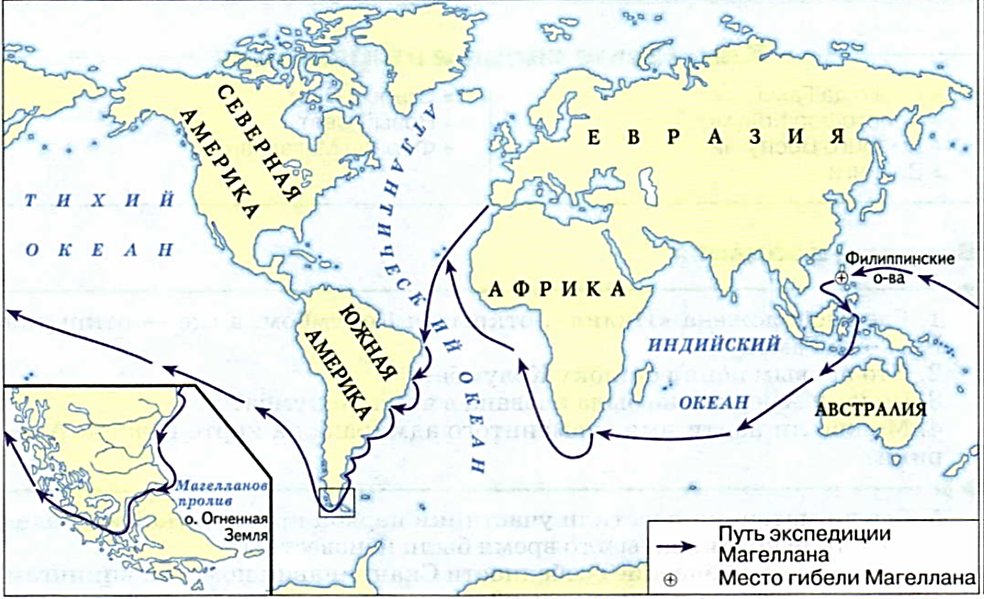 СЕВЕРНАЯ
АМЕРИКА
АТЛАНТИЧЕСКИЙ ОКЕАН
ЕВРАЗИЯ
ТИХИЙ
ОКЕАН
Филиппинские
о-ва
АФРИКА
ЮЖНАЯ
АМЕРИКА
ИНДИЙСКИЙ
ОКЕАН
АВСТРАЛИЯ
Магелланов
пролив
о. Огненная
Земля
Путь экспедиции
Магеллана
Место гибели Магеллана